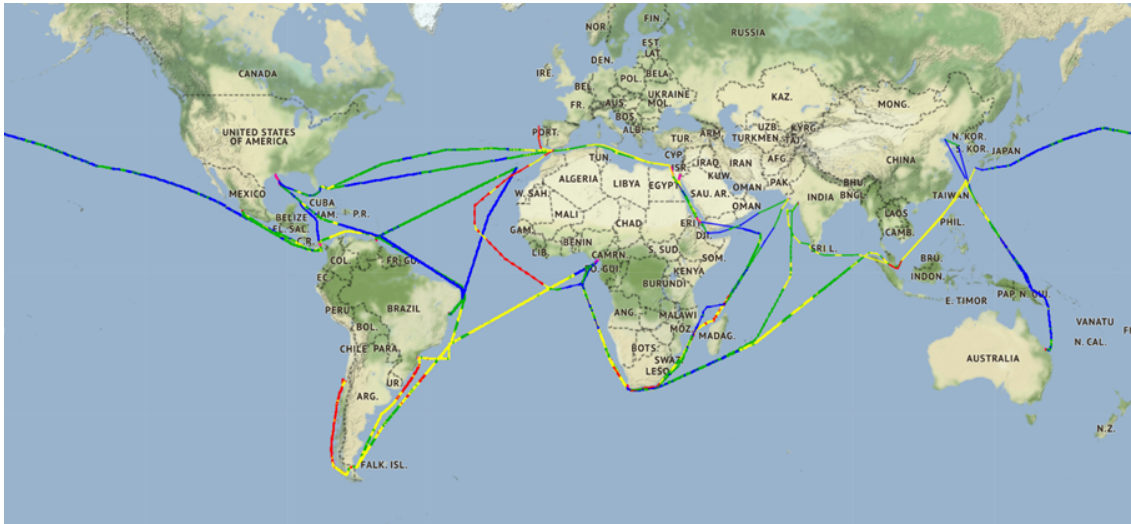 NOR.
FIN.
RUSSIA
EST.
LAT.
DEN.
CANADA
IRE.
POL.
BELA.
BEL.
UKRAINE
KAZ.
FR.
AUS.
MOL.
MONG.
BOS.
UNITED STATES
OF AMERICA
PORT.
ALB.
TUR.
ARM.
UZB.
KYRG.
TURKMEN.
TAJ.
N. KOR.
S. KOR.
JAPAN
TUN.
CYP.
ISR.
IRAQ
IRAN
AFG.
CHINA
KUW.
MEXICO
ALGERIA
LIBYA
EGYPT
PAK.
BHU.
W. SAH.
SAU. AR.
OMAN
INDIA
BNGL.
TAIWAN
CUBA
OMAN
BELIZE
P.R.
MALI
CHAD
ERIT.
LAOS
EL. SAC.
GAM.
DJI.
CAMB.
PHIL.
BENIN
S. SUD.
COL.
FR. GU.
LIB.
CAMRN.
SOM.
SRI L.
BRU.
EC.
KENYA
INDON.
BURUNDI
PERU
BRAZIL
E. TIMOR
PAP. N. GUI.
ANG.
MALAWI
BOL.
MOZ.
MADAG.
VANATU
CHILE
PARA.
BOTS.
N. CAL.
SWAZ.
LESO.
AUSTRALIA
UR.
ARG.
N.Z.
FALK. ISL.